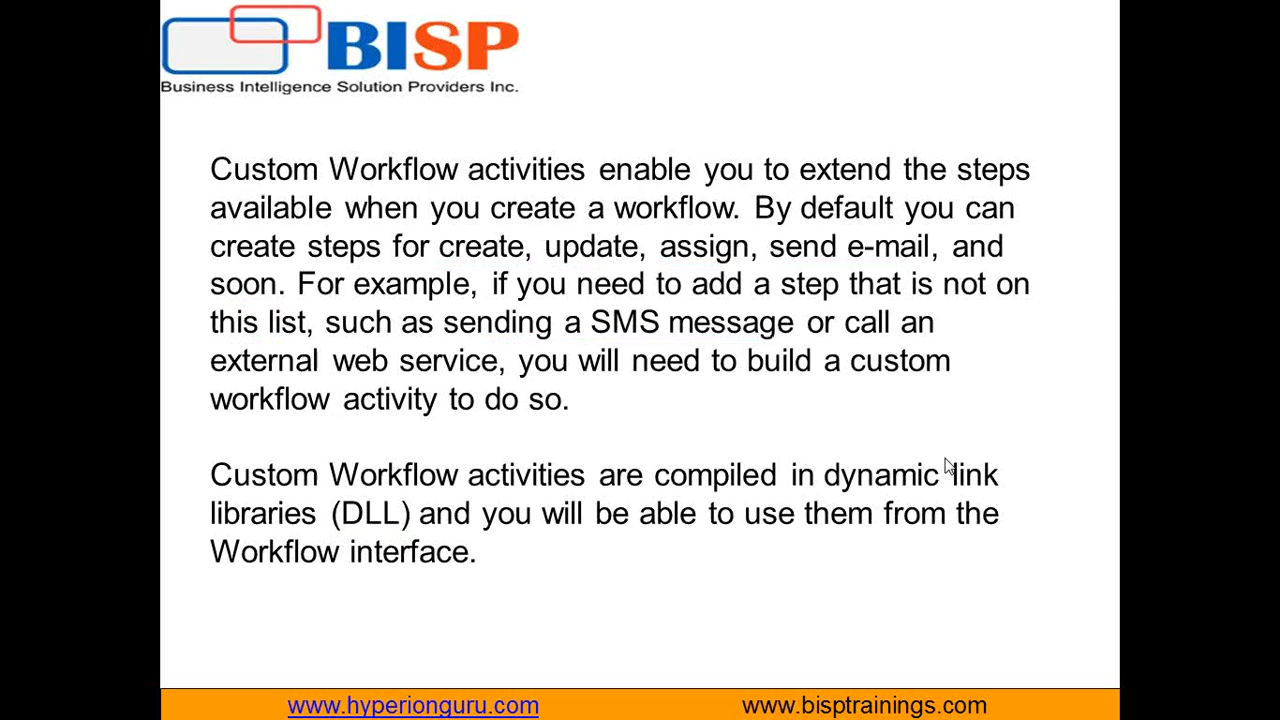 BISP
Business Intelligence Solution Providers Inc.
Custom Workflow activities enable you to extend the steps
available when you create a workflow. By default you can
create steps for create, update, assign, send e-mail, and
soon. For example, if you need to add a step that is not on
this list, such as sending a SMS message or call an
external web service, you will need to build a custom
workflow activity to do so.
Custom Workflow activities are compiled in dynamic link
libraries (DLL) and you will be able to use them from the
Workflow interface.
www.hyperionguru.com
www.bisptrainings.com